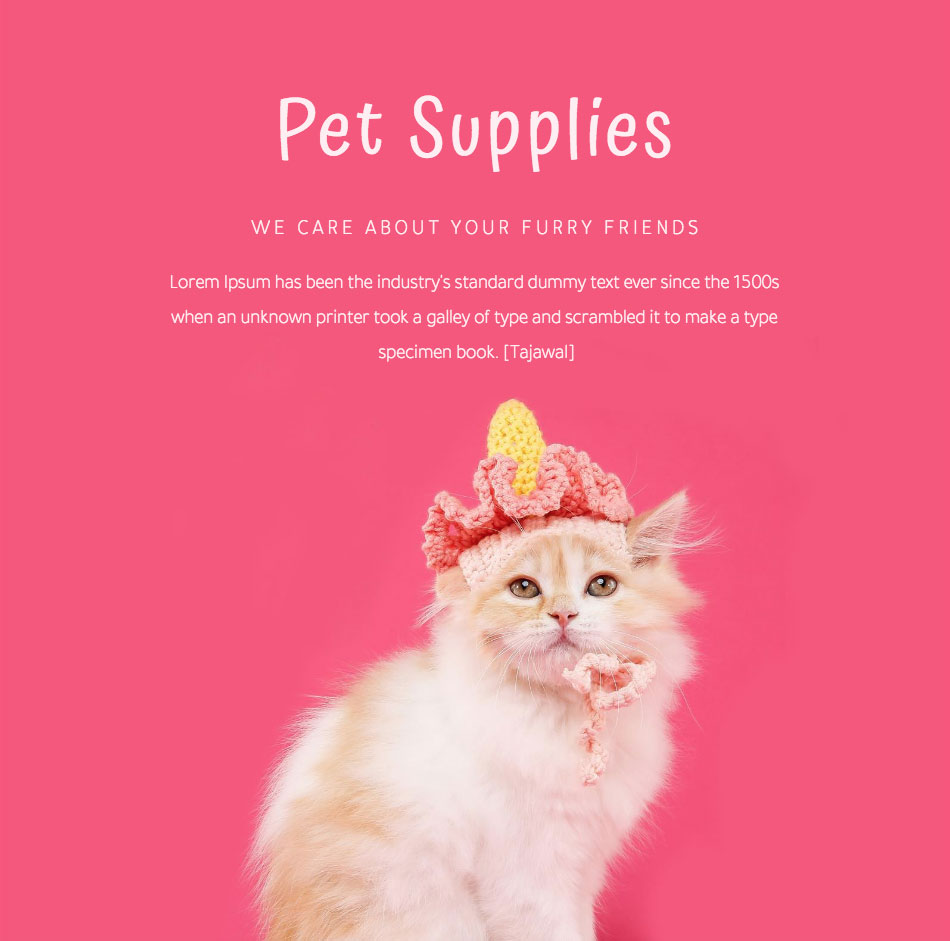 Pet Supplies
WE CARE ABOUT YOUR FURRY FRIENDS
Lorem Ipsum has been the industry's standard dummy text ever since the 1500s
when an unknown printer took a galley of type and scrambled it to make a type
specimen book. [Tajawal]